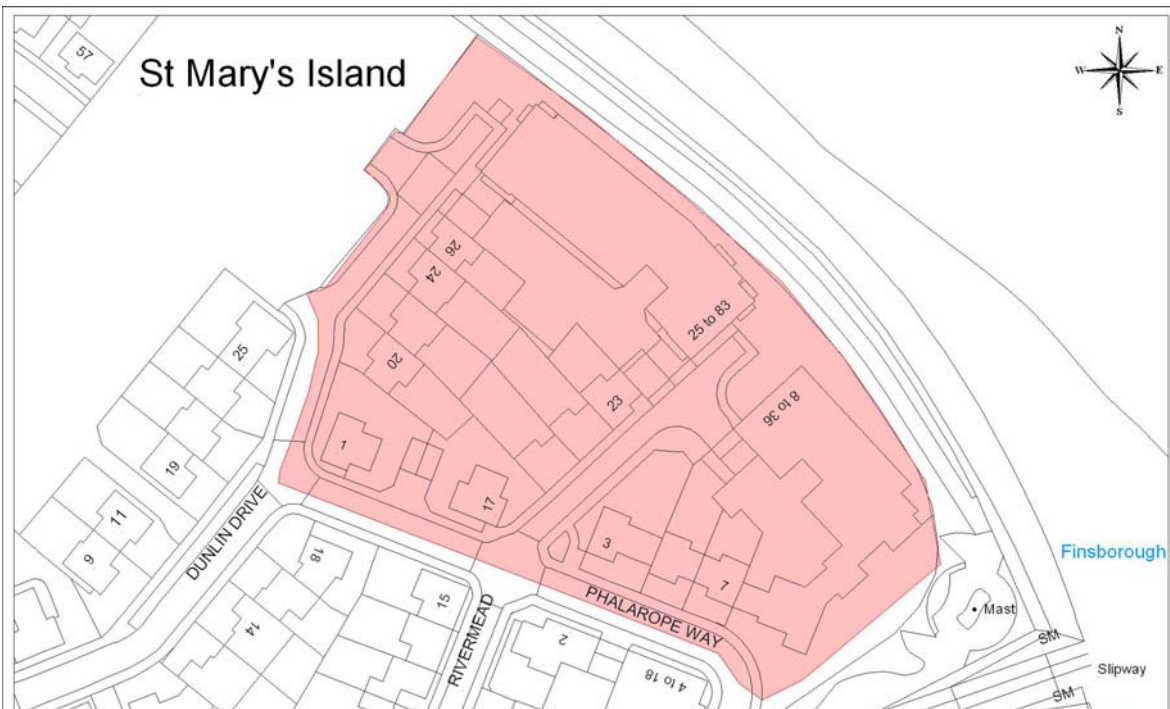 57
St Mary's Island
N
W
E
S
26
24
25 to 83
25
20
23
8 to 36
1
19
17
11
3
9
DUNLIN DRIVE
18
7
15
PHALAROPE WAY
Finsborough
Mast
14
RIVERMEAD
2
4 to 18
SM
Slipway
SM